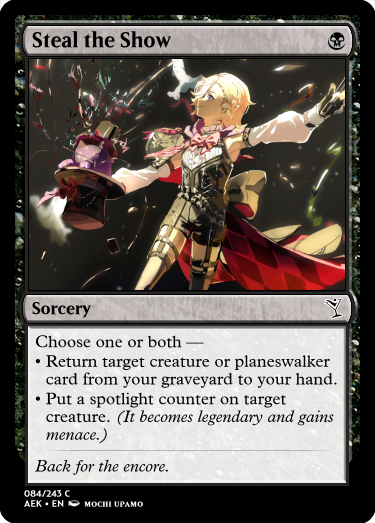 Steal the Show
Sorcery
Choose one or both —
• Return target creature or planeswalker
card from your graveyard to your hand.
• Put a spotlight counter on target
creature. (It becomes legendary and gains
menace.)
Back for the encore.
084/243 C
AEK • EN MOCHI UPAMO